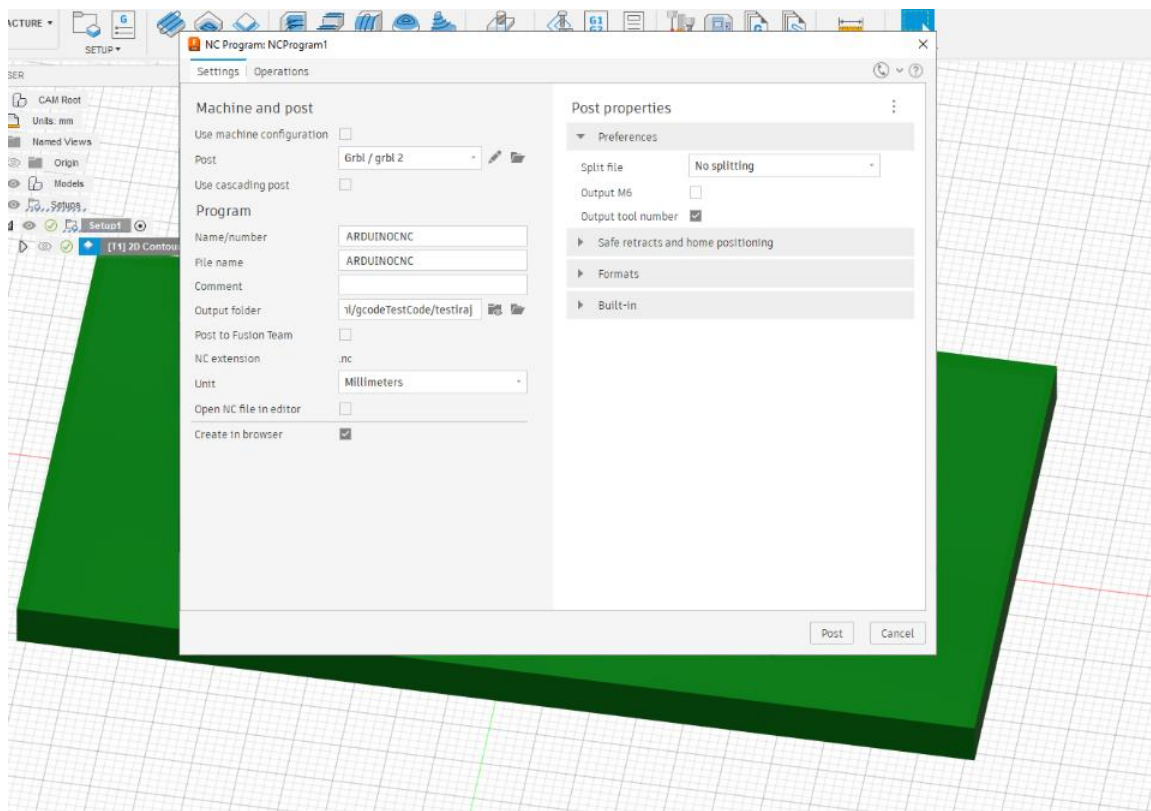 ACTURE
G
G1
G2
SETUP
NC Program: NCProgram1
Settings Operations
SER
CAM Root
Units: mm
Named Views
Origin
Models
Setups
Setup1
[T1] 2D Contou
Machine and post
Use machine configuration
Post Grbl / grbl 2
Use cascading post
Program
Name/number ARDUINOCNC
File name ARDUINOCNC
Comment
Output folder /gcodeTestCode/testiraj
Post to Fusion Team
NC extension .nc
Unit Millimeters
Open NC file in editor
Create in browser
Post properties
Preferences
Split file No splitting
Output M6
Output tool number
Safe retracts and home positioning
Formats
Built-in
Post Cancel